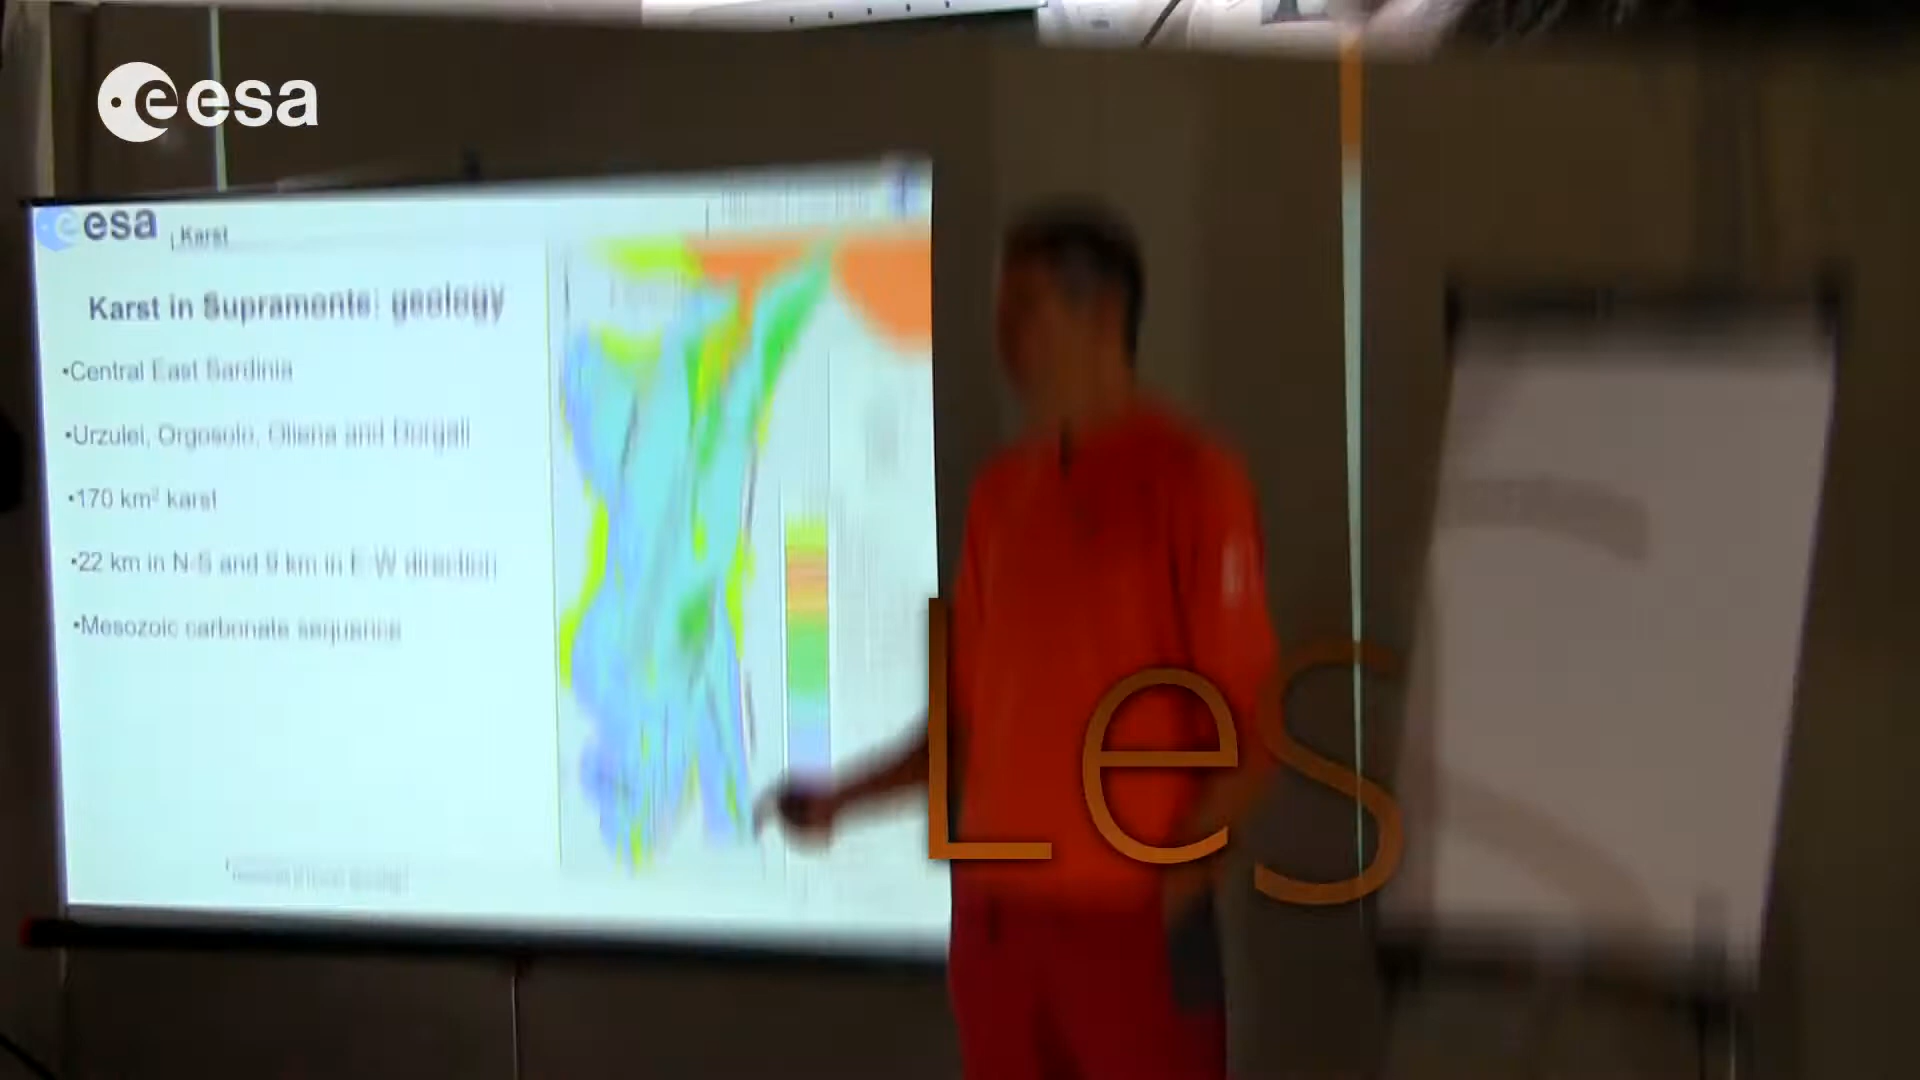 esa
esa
Karst
Karst in Supramonte: geology
•Central East Sardinia
•Urzulei, Orgosolo, Oliena and Dorgali
•170 km² karst
•22 km in N-S and 9 km in E-W direction
•Mesozoic carbonate sequence
Les